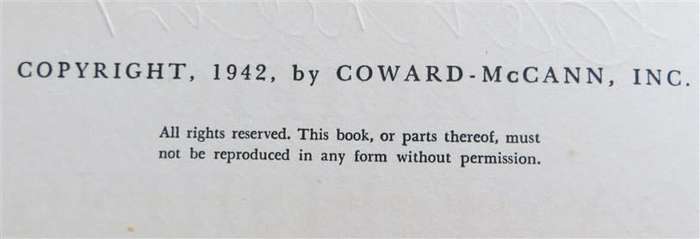 COPYRIGHT, 1942, by COWARD-McCANN, INC.
All rights reserved. This book, or parts thereof, must
not be reproduced in any form without permission.